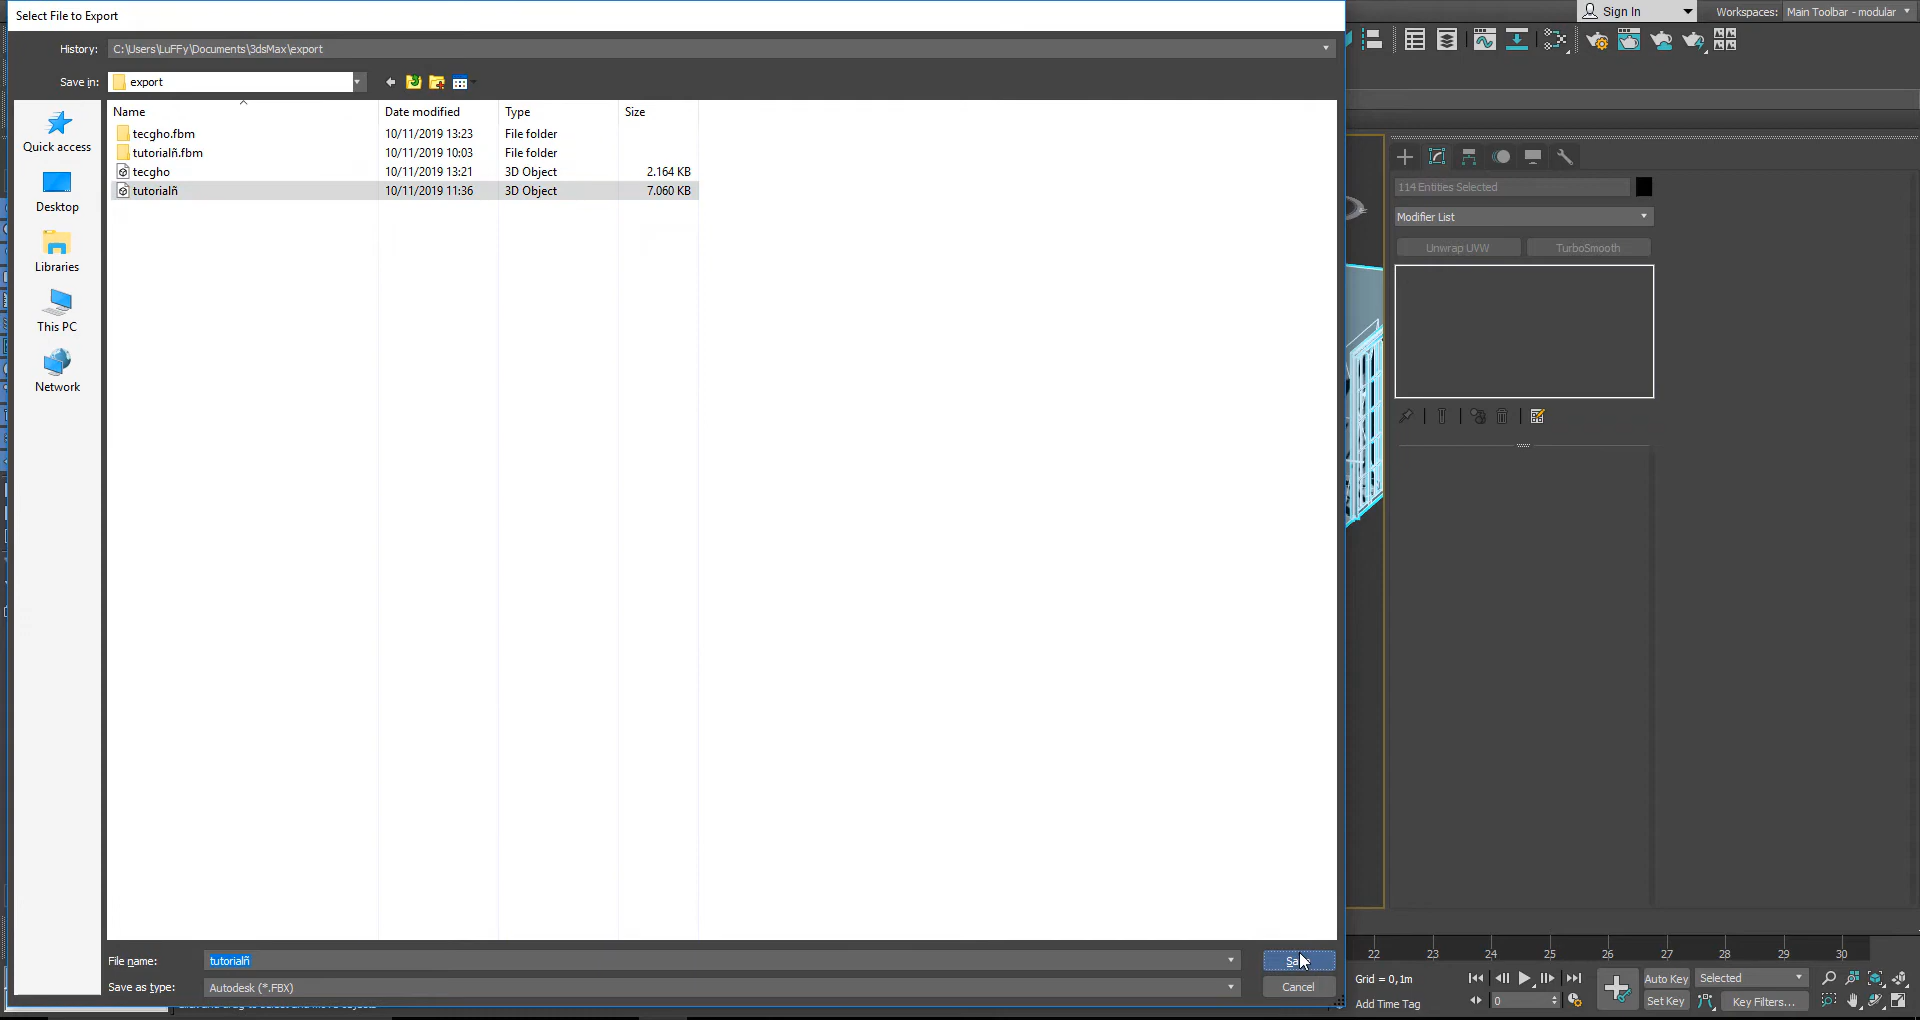 Select File to Export
Sign In
Workspaces: Main Toolbar - modular
History: C:\Users\LuFFy\Documents\3dsMax\export
Save in: export
Name Date modified Type Size
tecgho.fbm 10/11/2019 13:23 File folder
tutorialñ.fbm 10/11/2019 10:03 File folder
tecgho 10/11/2019 13:21 3D Object 2.164 KB
tutorialñ 10/11/2019 11:36 3D Object 7.060 KB
Quick access
Desktop
Libraries
This PC
Network
114 Entities Selected
Modifier List
Unwrap UVW TurboSmooth
File name: tutorialñ
Save as type: Autodesk (*.FBX)
Cancel
22 23 24 25 26 27 28 29 30
Grid = 0,1m
Add Time Tag
0
Auto Key Selected
Set Key Key Filters...